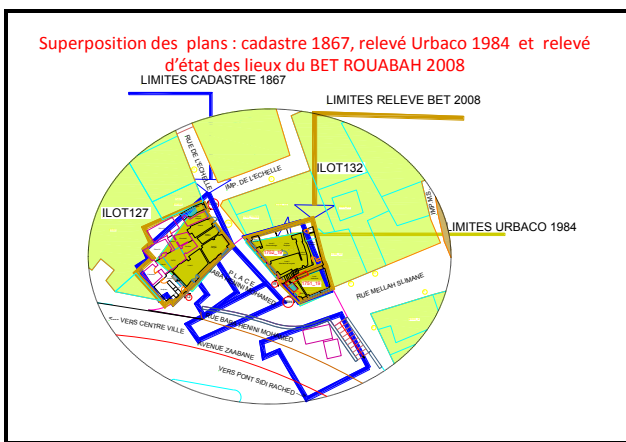 Superposition des plans : cadastre 1867, relevé Urbaco 1984 et relevé
d'état des lieux du BET ROUABAH 2008
LIMITES CADASTRE 1867
LIMITES RELEVE BET 2008
RUE DE L'ECHELLE
IMP. DE L'ECHELLE
ILOT132
ILOT127
LIMITES URBACO 1984
PLACE
RUE MELLAH SLIMANE
<--- VERS CENTRE VILLE
AVENUE ZAABANE
VERS PONT SIDI RACHED